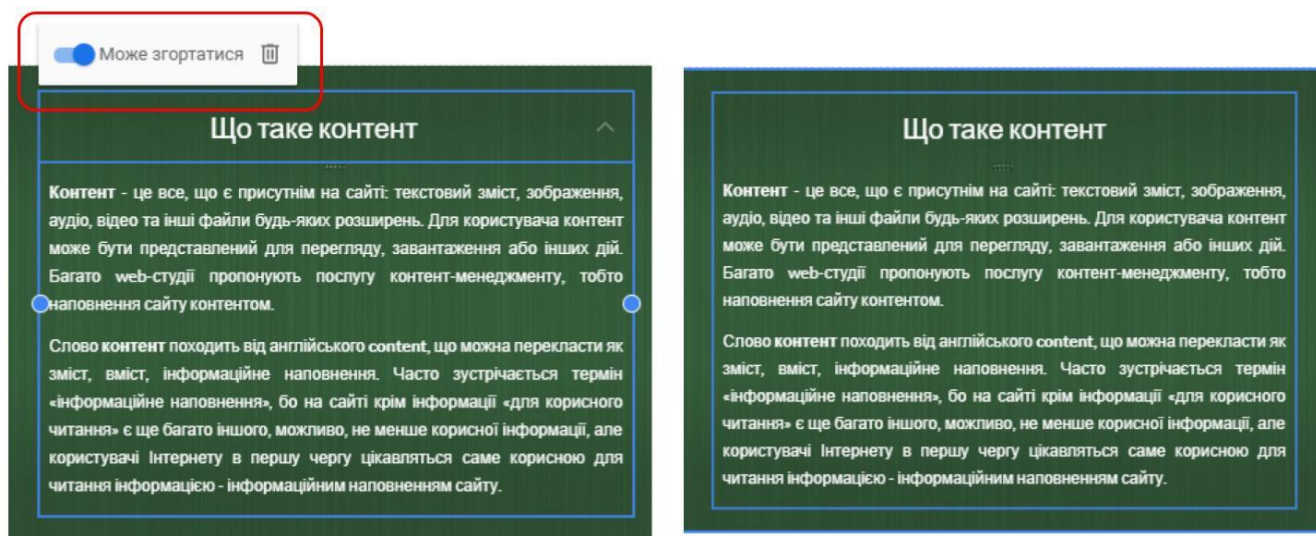 Може згортатися
Що таке контент
Контент - це все, що є присутнім на сайті: текстовий зміст, зображення,
аудіо, відео та інші файли будь-яких розширень. Для користувача контент
може бути представлений для перегляду, завантаження або інших дій.
Багато web-студії пропонують послугу контент-менеджменту, тобто
наповнення сайту контентом.
Слово контент походить від англійського content, що можна перекласти як
зміст, вміст, інформаційне наповнення. Часто зустрічається термін
«інформаційне наповнення», бо на сайті крім інформації «для корисного
читання» є ще багато іншого, можливо, не менше корисної інформації, але
користувачі Інтернету в першу чергу цікавляться саме корисною для
читання інформацією - інформаційним наповненням сайту.
Що таке контент
Контент - це все, що є присутнім на сайті: текстовий зміст, зображення,
аудіо, відео та інші файли будь-яких розширень. Для користувача контент
може бути представлений для перегляду, завантаження або інших дій.
Багато web-студії пропонують послугу контент-менеджменту, тобто
наповнення сайту контентом.
Слово контент походить від англійського content, що можна перекласти як
зміст, вміст, інформаційне наповнення. Часто зустрічається термін
«інформаційне наповнення», бо на сайті крім інформації «для корисного
читання» є ще багато іншого, можливо, не менше корисної інформації, але
користувачі Інтернету в першу чергу цікавляться саме корисною для
читання інформацією - інформаційним наповненням сайту.